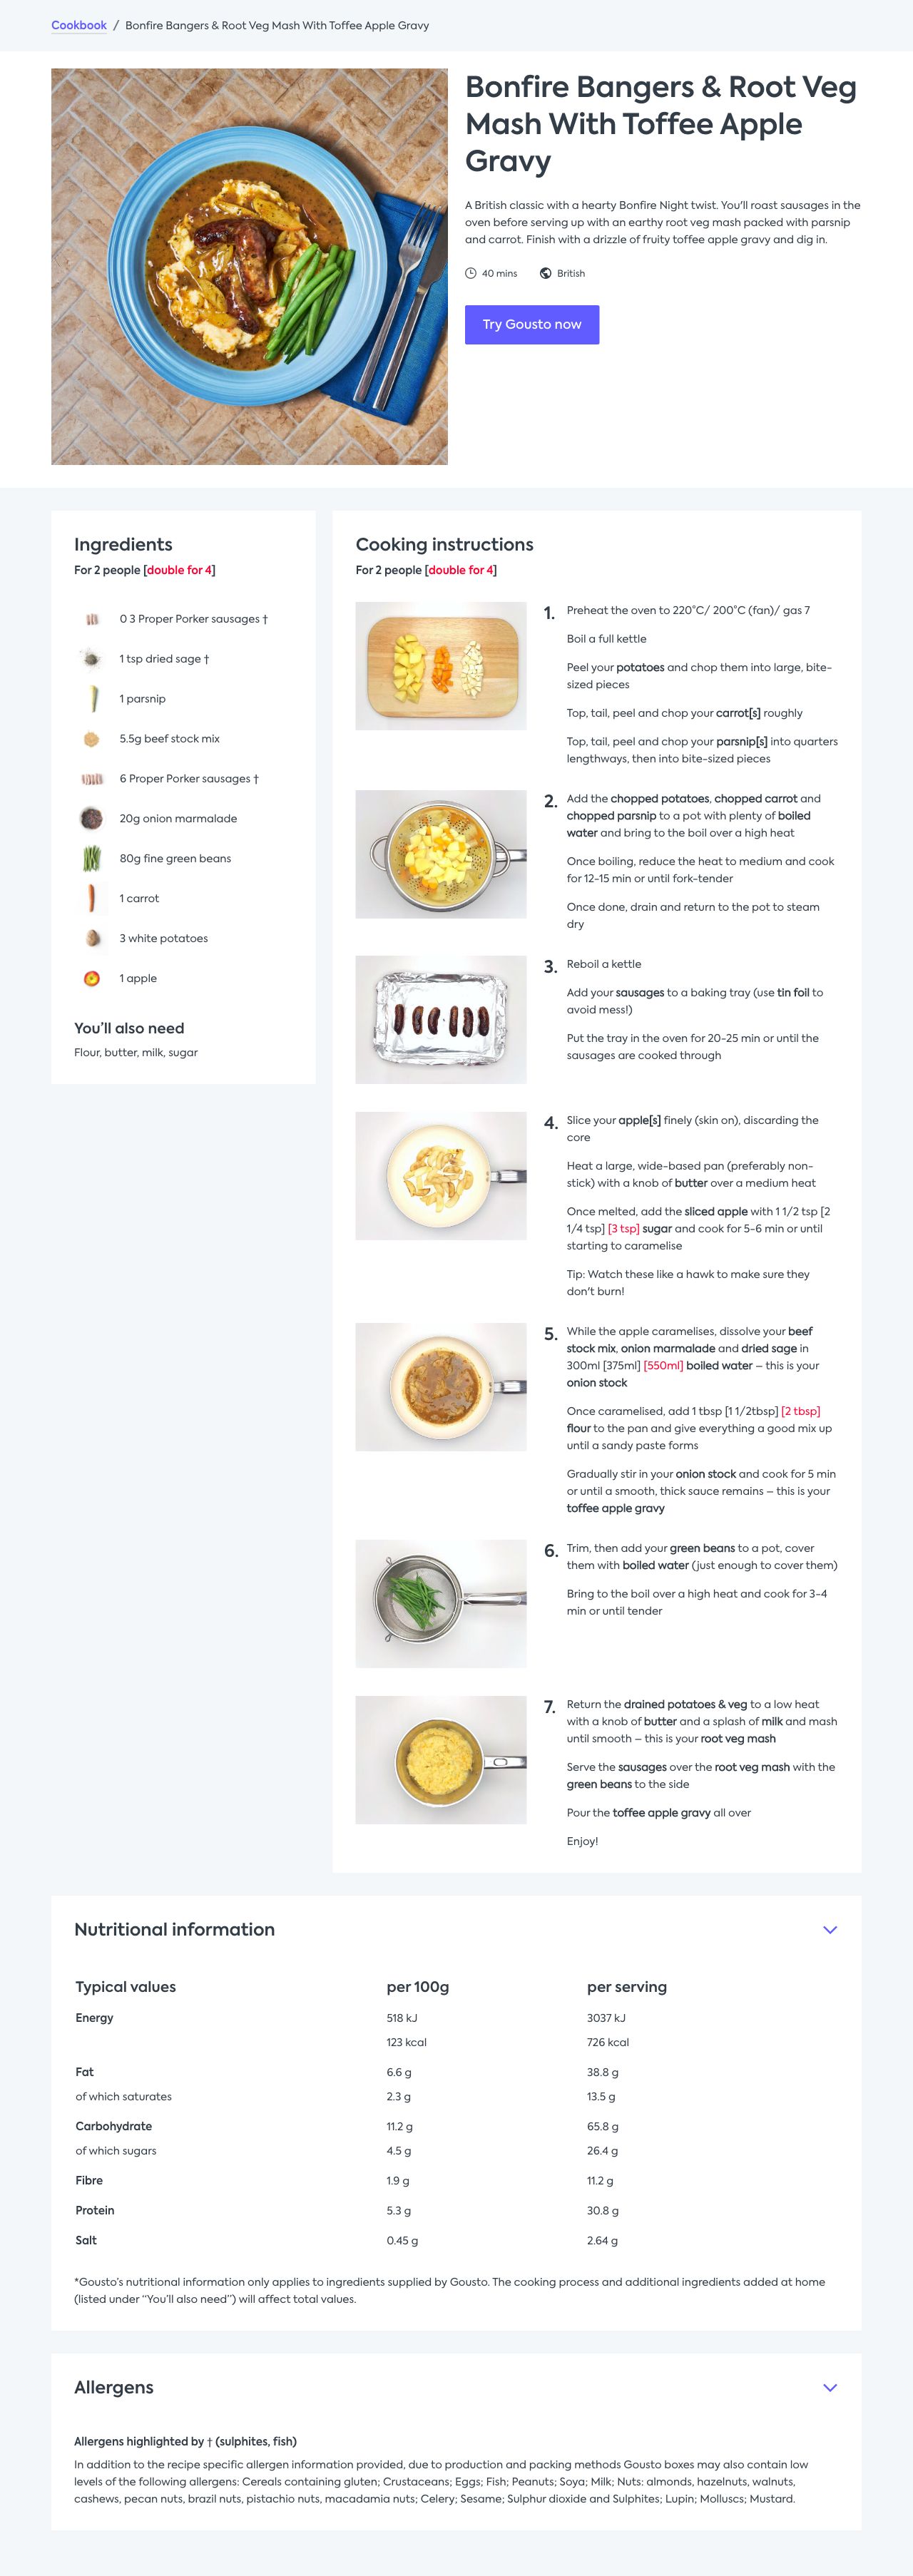 Cookbook / Bonfire Bangers & Root Veg Mash With Toffee Apple Gravy
Bonfire Bangers & Root Veg
Mash With Toffee Apple
Gravy
A British classic with a hearty Bonfire Night twist. You'll roast sausages in the
oven before serving up with an earthy root veg mash packed with parsnip
and carrot. Finish with a drizzle of fruity toffee apple gravy and dig in.
40 mins British
Try Gousto now
Ingredients
For 2 people [double for 4]
0 3 Proper Porker sausages †
1 tsp dried sage †
1 parsnip
5.5g beef stock mix
6 Proper Porker sausages †
20g onion marmalade
80g fine green beans
1 carrot
3 white potatoes
1 apple
You'll also need
Flour, butter, milk, sugar
Cooking instructions
For 2 people [double for 4]
1. Preheat the oven to 220°C/ 200°C (fan)/ gas 7
Boil a full kettle
Peel your potatoes and chop them into large, bite-
sized pieces
Top, tail, peel and chop your carrot[s] roughly
Top, tail, peel and chop your parsnip[s] into quarters
lengthways, then into bite-sized pieces
2. Add the chopped potatoes, chopped carrot and
chopped parsnip to a pot with plenty of boiled
water and bring to the boil over a high heat
Once boiling, reduce the heat to medium and cook
for 12-15 min or until fork-tender
Once done, drain and return to the pot to steam
dry
3. Reboil a kettle
Add your sausages to a baking tray (use tin foil to
avoid mess!)
Put the tray in the oven for 20-25 min or until the
sausages are cooked through
4. Slice your apple[s] finely (skin on), discarding the
core
Heat a large, wide-based pan (preferably non-
stick) with a knob of butter over a medium heat
Once melted, add the sliced apple with 1 1/2 tsp [2
1/4 tsp] [3 tsp] sugar and cook for 5-6 min or until
starting to caramelise
Tip: Watch these like a hawk to make sure they
don't burn!
5. While the apple caramelises, dissolve your beef
stock mix, onion marmalade and dried sage in
300ml [375ml] [550ml] boiled water – this is your
onion stock
Once caramelised, add 1 tbsp [1 1/2tbsp] [2 tbsp]
flour to the pan and give everything a good mix up
until a sandy paste forms
Gradually stir in your onion stock and cook for 5 min
or until a smooth, thick sauce remains – this is your
toffee apple gravy
6. Trim, then add your green beans to a pot, cover
them with boiled water (just enough to cover them)
Bring to the boil over a high heat and cook for 3-4
min or until tender
7. Return the drained potatoes & veg to a low heat
with a knob of butter and a splash of milk and mash
until smooth – this is your root veg mash
Serve the sausages over the root veg mash with the
green beans to the side
Pour the toffee apple gravy all over
Enjoy!
Nutritional information
Typical values per 100g per serving
Energy 518 kJ 3037 kJ
123 kcal 726 kcal
Fat 6.6 g 38.8 g
of which saturates 2.3 g 13.5 g
Carbohydrate 11.2 g 65.8 g
of which sugars 4.5 g 26.4 g
Fibre 1.9 g 11.2 g
Protein 5.3 g 30.8 g
Salt 0.45 g 2.64 g
*Gousto's nutritional information only applies to ingredients supplied by Gousto. The cooking process and additional ingredients added at home
(listed under "You'll also need") will affect total values.
Allergens
Allergens highlighted by † (sulphites, fish)
In addition to the recipe specific allergen information provided, due to production and packing methods Gousto boxes may also contain low
levels of the following allergens: Cereals containing gluten; Crustaceans; Eggs; Fish; Peanuts; Soya; Milk; Nuts: almonds, hazelnuts, walnuts,
cashews, pecan nuts, brazil nuts, pistachio nuts, macadamia nuts; Celery; Sesame; Sulphur dioxide and Sulphites; Lupin; Molluscs; Mustard.